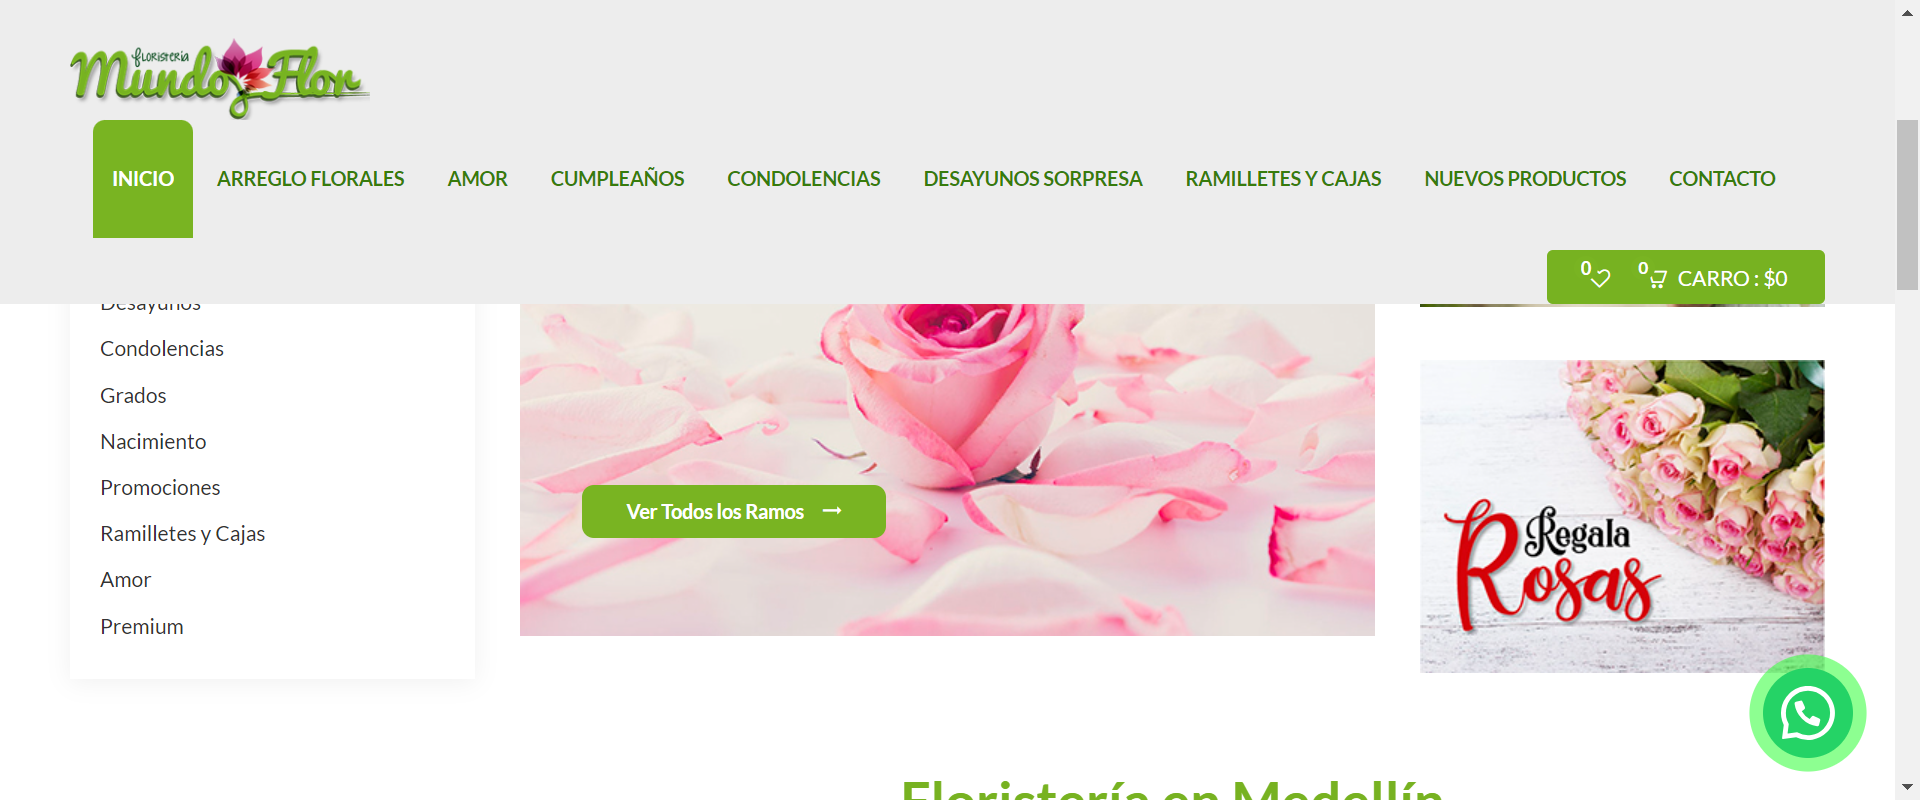 floristería
Mundo Flor
INICIO
ARREGLO FLORALES
AMOR
CUMPLEAÑOS
CONDOLENCIAS
DESAYUNOS SORPRESA
RAMILLETES Y CAJAS
NUEVOS PRODUCTOS
CONTACTO
0
0
CARRO : $0
Desayunos
Condolencias
Grados
Nacimiento
Promociones
Ramilletes y Cajas
Amor
Premium
Ver Todos los Ramos
Regala
Rosas
Floristería en Medellín